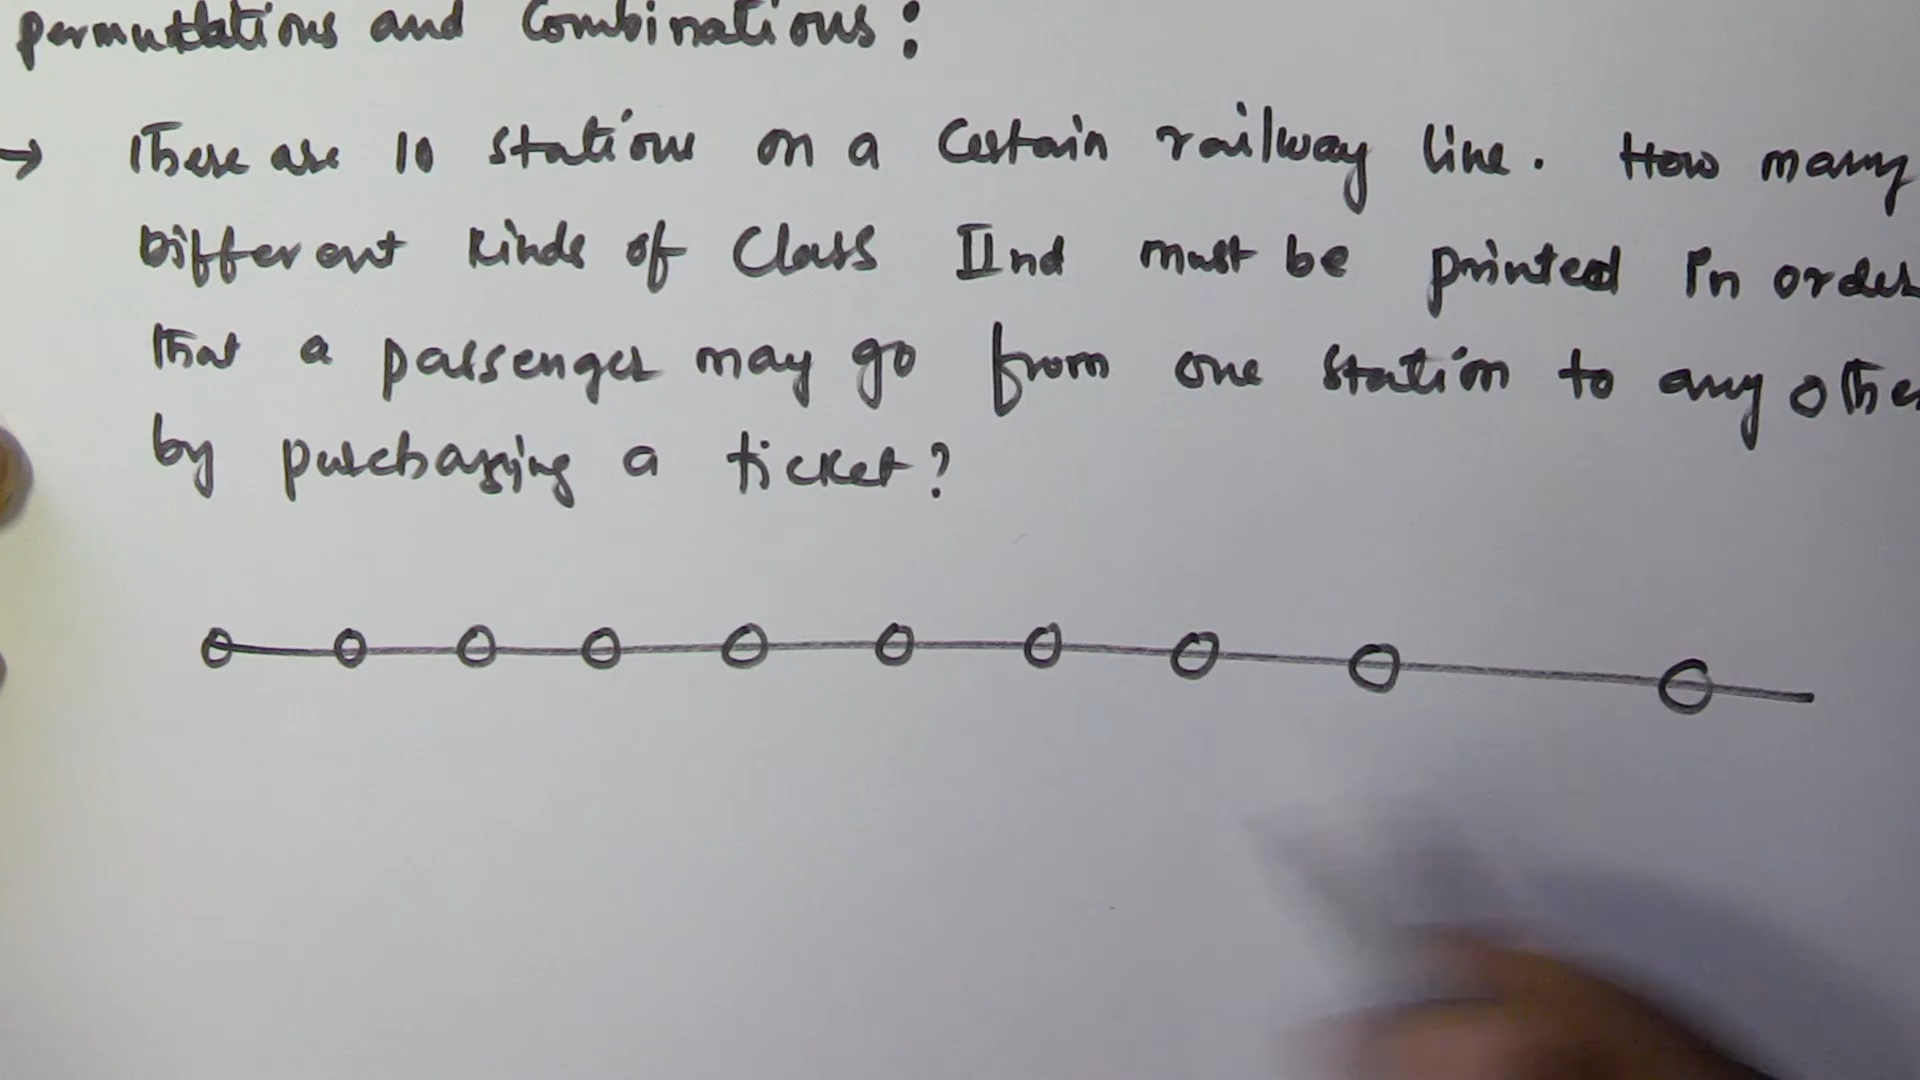 permutations and Combinations:
→ There are 10 stations on a Certain railway line. How many
Different kinds of Class IInd must be printed in order
that a passenger may go from one station to any other
by purchasing a ticket?